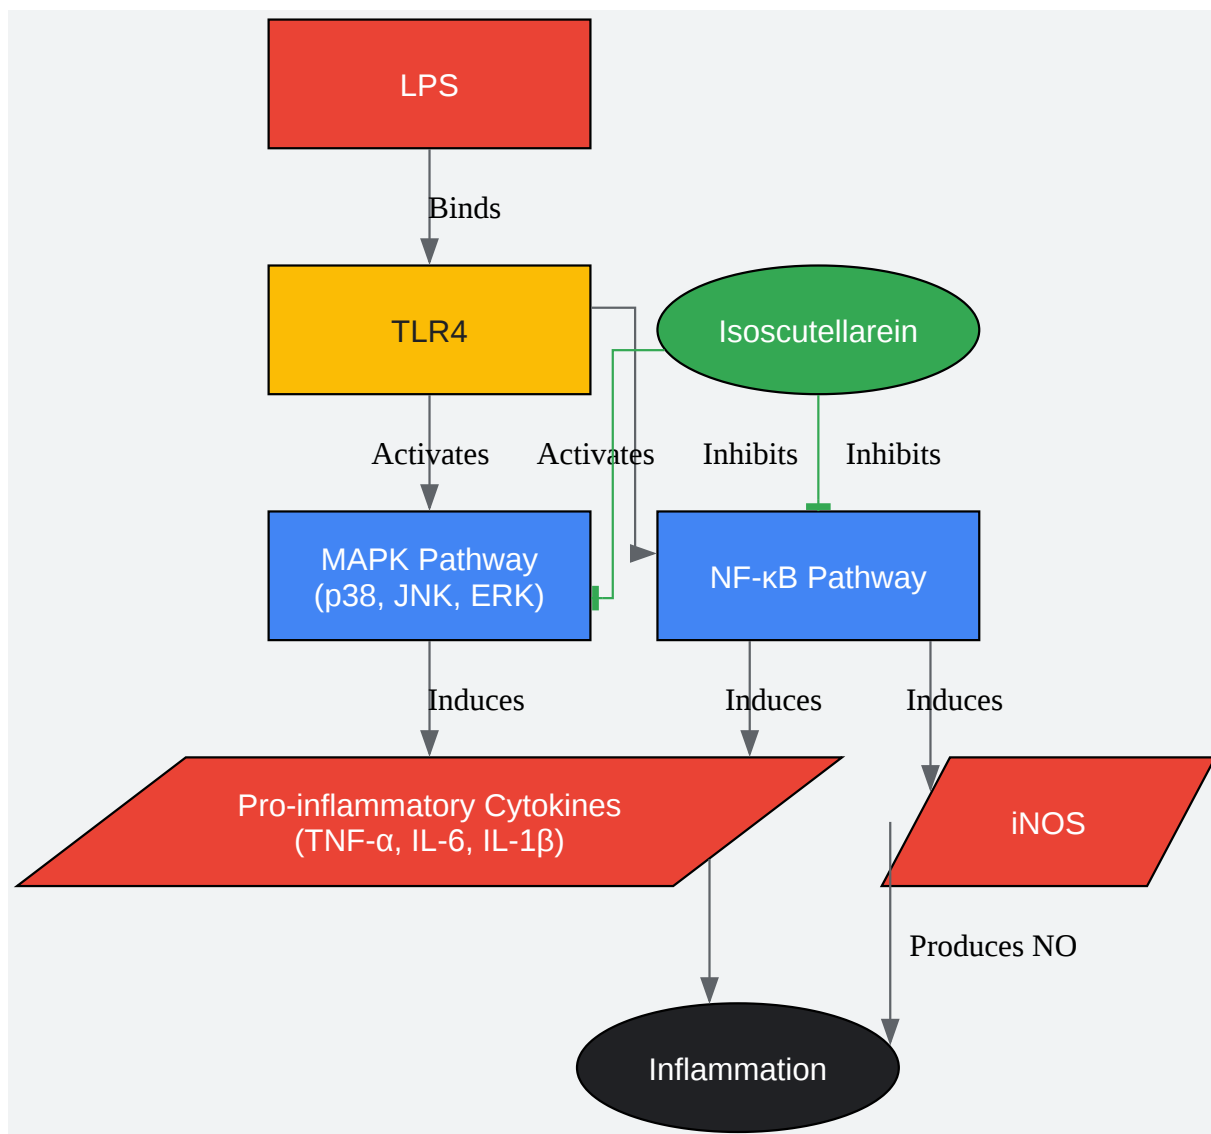 LPS
Binds
TLR4
Isoscutellarein
Activates
Activates
Inhibits
Inhibits
MAPK Pathway
(p38, JNK, ERK)
NF-κB Pathway
Induces
Induces
Induces
Pro-inflammatory Cytokines
(TNF-α, IL-6, IL-1β)
iNOS
Produces NO
Inflammation